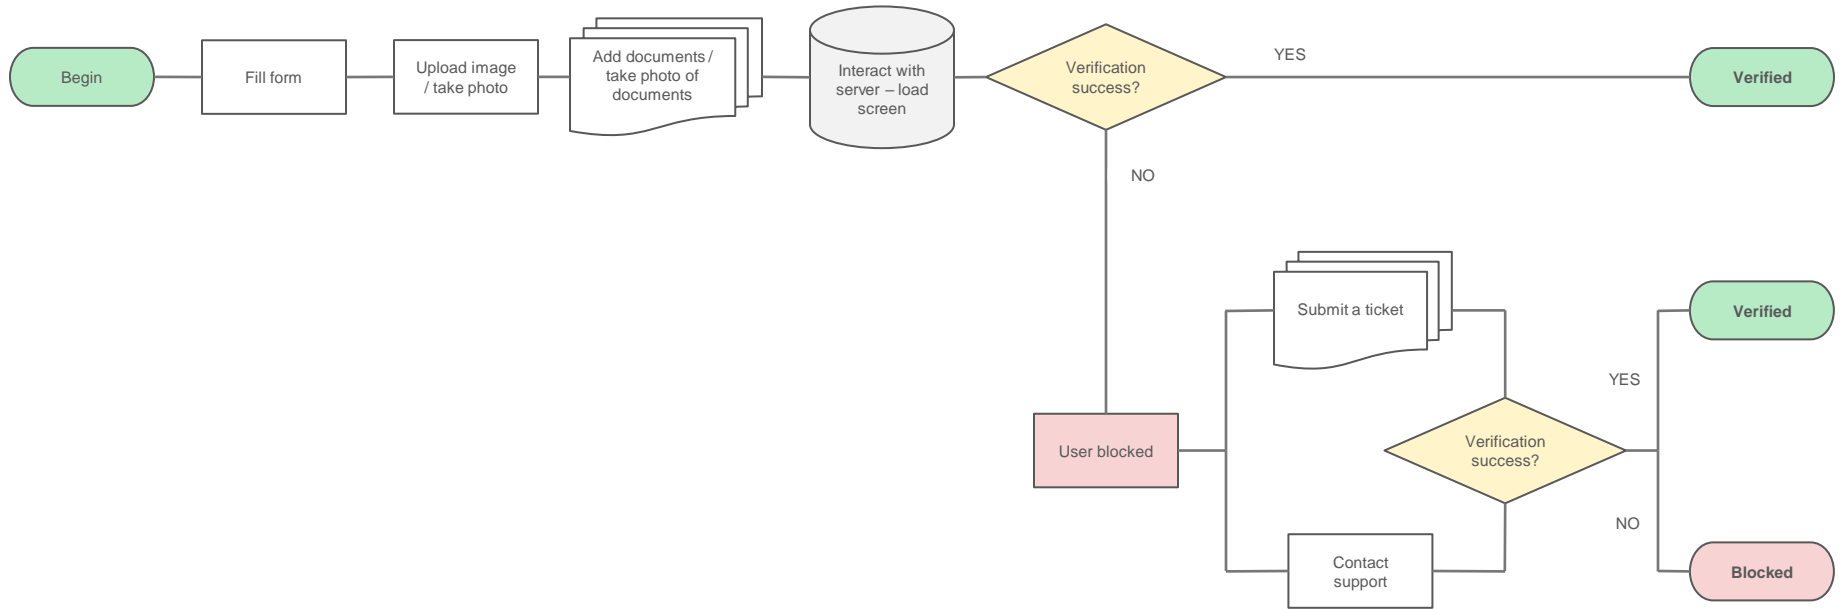 Begin
Fill form
Upload image
/ take photo
Add documents /
take photo of
documents
Interact with
server – load
screen
Verification
success?
YES
Verified
NO
Submit a ticket
Verified
YES
User blocked
Verification
success?
NO
Contact
support
Blocked